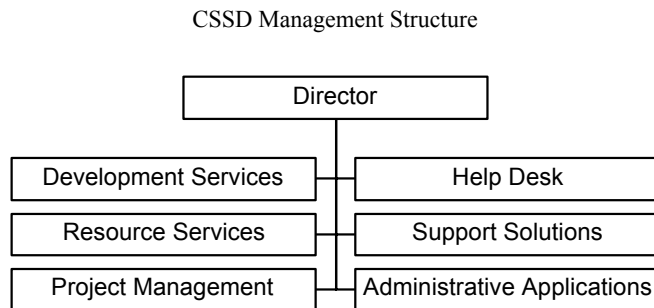 CSSD Management Structure
Director
Development Services
Help Desk
Resource Services
Support Solutions
Project Management
Administrative Applications